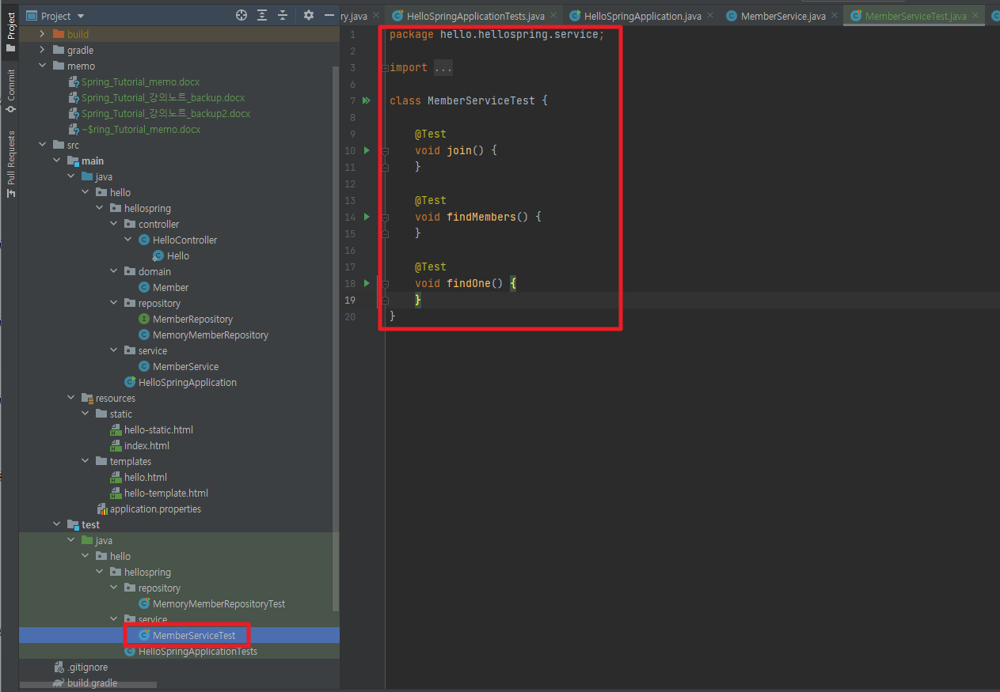 Project
Commit
Pull Requests
Project
build
gradle
memo
Spring_Tutorial_memo.docx
Spring_Tutorial_강의노트_backup.docx
Spring_Tutorial_강의노트_backup2.docx
~$ring_Tutorial_memo.docx
src
main
java
hello
hellospring
controller
HelloController
Hello
domain
Member
repository
MemberRepository
MemoryMemberRepository
service
MemberService
HelloSpringApplication
resources
static
hello-static.html
index.html
templates
hello.html
hello-template.html
application.properties
test
java
hello
hellospring
repository
MemoryMemberRepositoryTest
service
MemberServiceTest
HelloSpringApplicationTests
.gitignore
build.gradle
ry.java HelloSpringApplicationTests.java HelloSpringApplication.java MemberService.java MemberServiceTest.java
1 package hello.hellospring.service;
2
3 import ...
6
7 class MemberServiceTest {
8
9 @Test
10 void join() {
11 }
12
13 @Test
14 void findMembers() {
15 }
16
17 @Test
18 void findOne() {
19 }
20 }